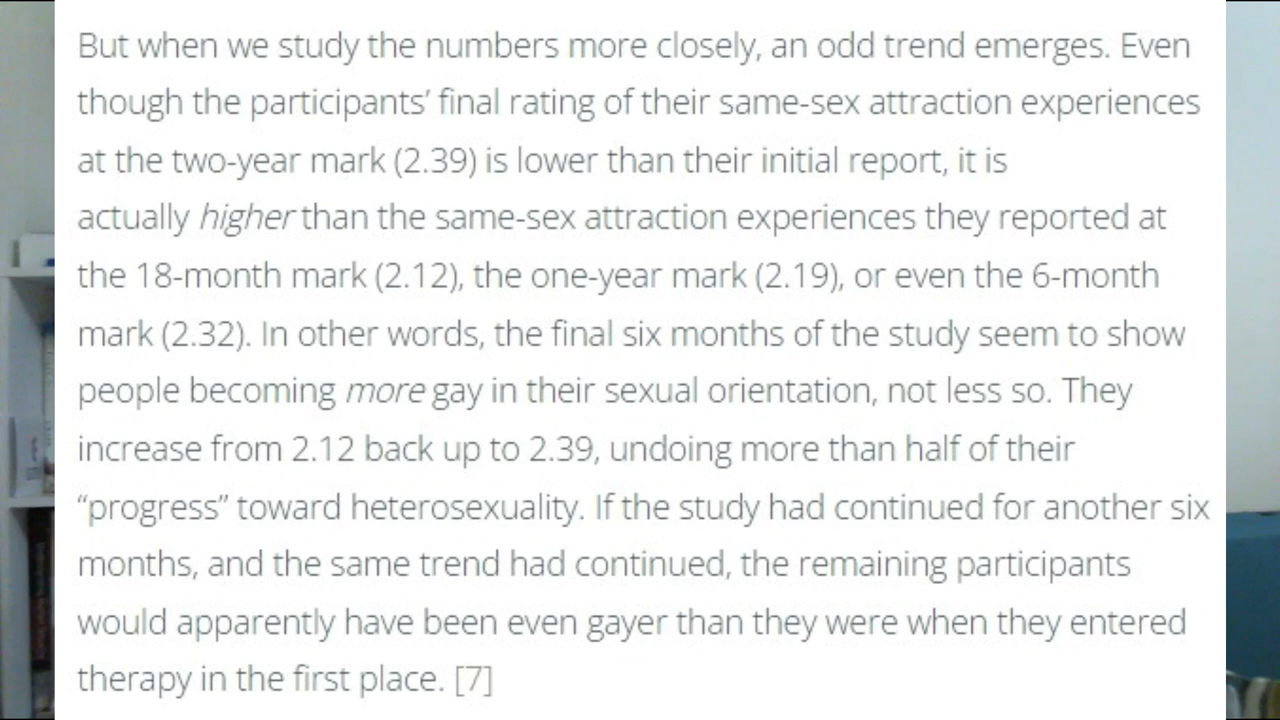 But when we study the numbers more closely, an odd trend emerges. Even
though the participants’ final rating of their same-sex attraction experiences
at the two-year mark (2.39) is lower than their initial report, it is
actually higher than the same-sex attraction experiences they reported at
the 18-month mark (2.12), the one-year mark (2.19), or even the 6-month
mark (2.32). In other words, the final six months of the study seem to show
people becoming more gay in their sexual orientation, not less so. They
increase from 2.12 back up to 2.39, undoing more than half of their
“progress” toward heterosexuality. If the study had continued for another six
months, and the same trend had continued, the remaining participants
would apparently have been even gayer than they were when they entered
therapy in the first place. [7]